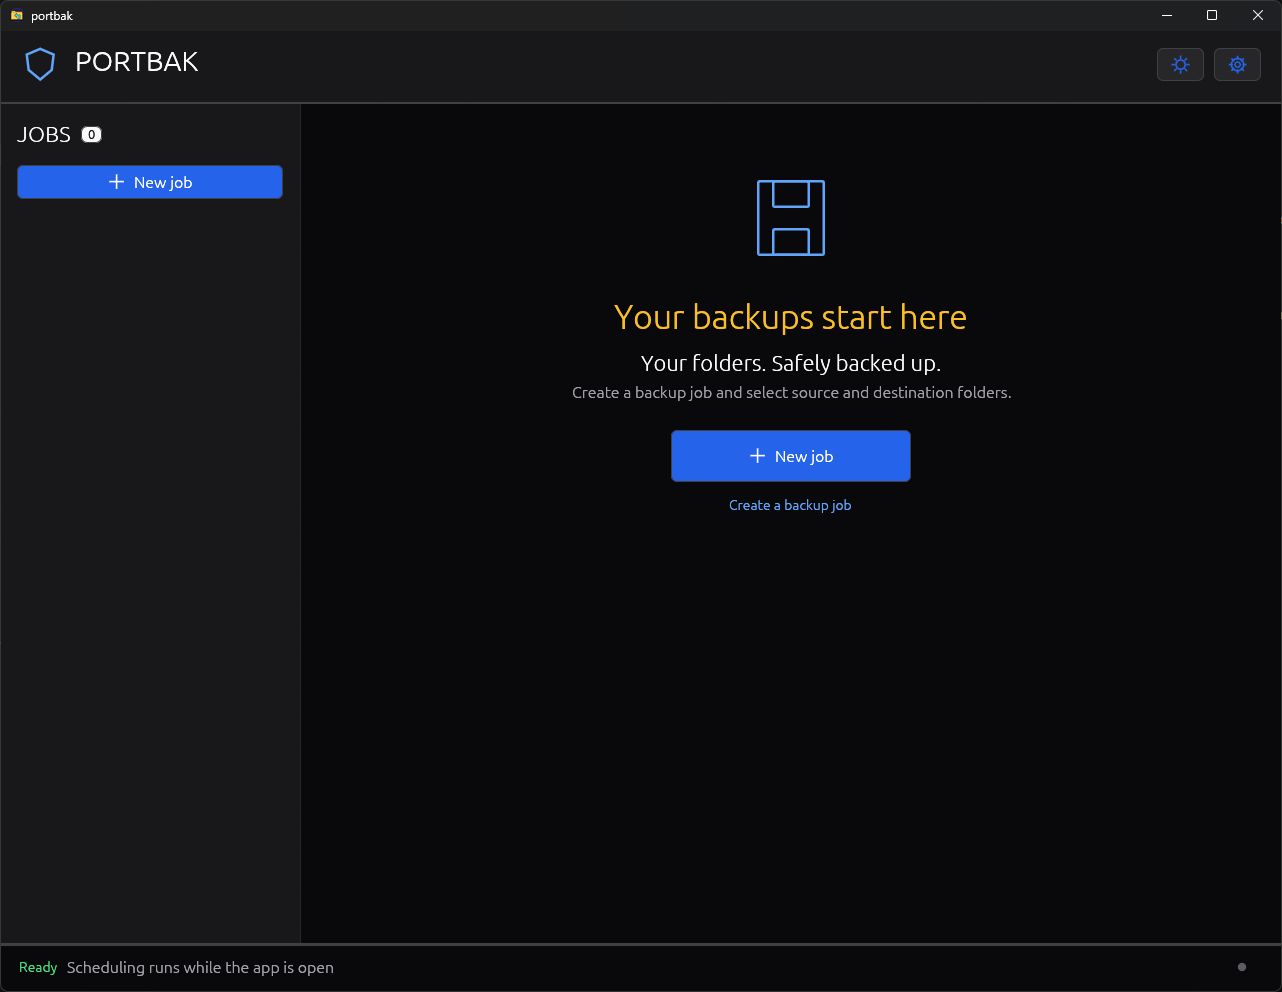 portbak
PORTBAK
JOBS 0
New job
Your backups start here
Your folders. Safely backed up.
Create a backup job and select source and destination folders.
New job
Create a backup job
Ready Scheduling runs while the app is open